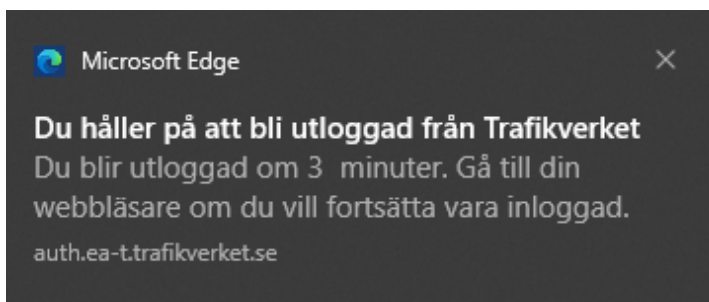 Microsoft Edge
Du håller på att bli utloggad från Trafikverket
Du blir utloggad om 3  minuter. Gå till din
webbläsare om du vill fortsätta vara inloggad.
auth.ea-t.trafikverket.se